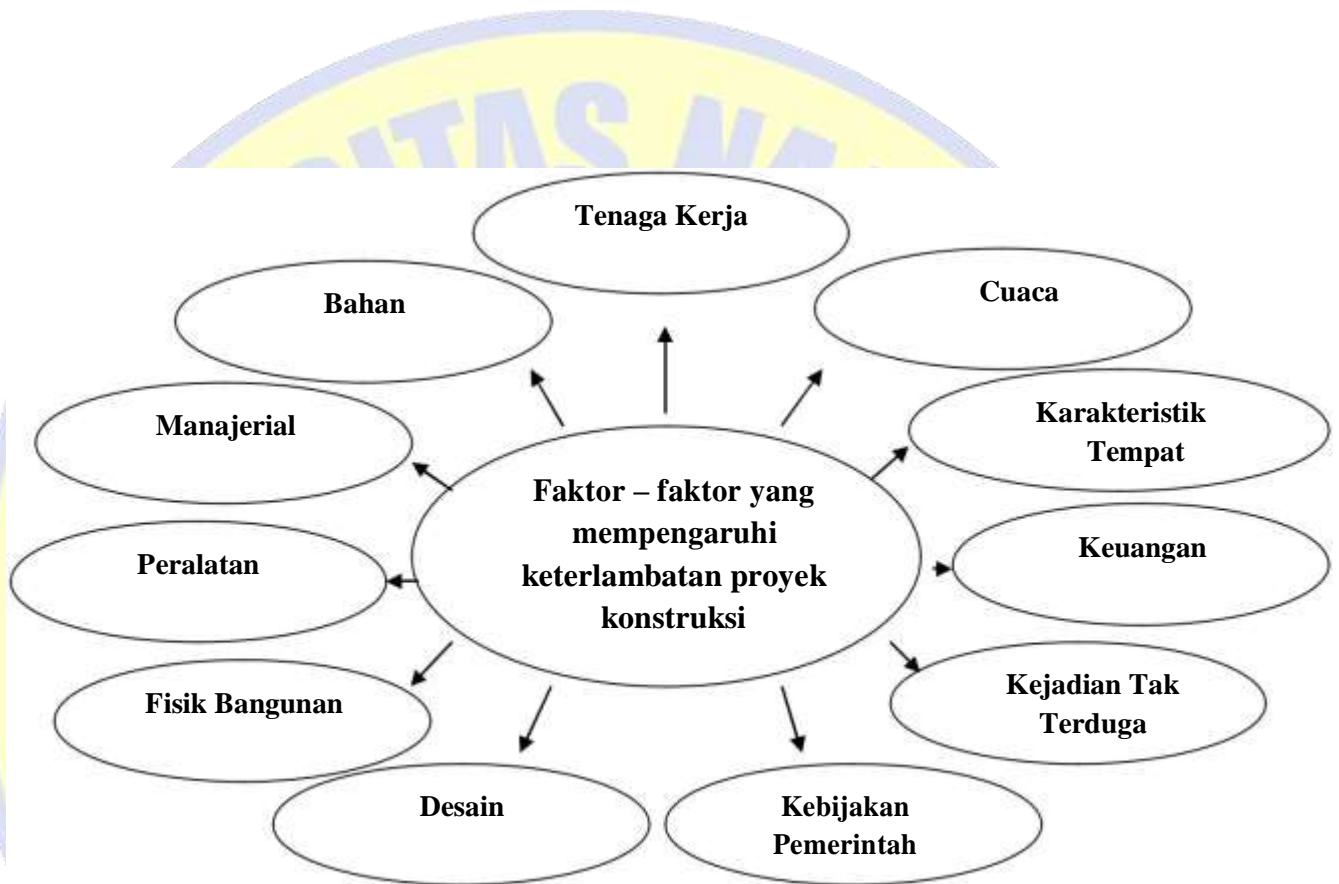 Tenaga Kerja
Cuaca
Bahan
Karakteristik
Tempat
Manajerial
Faktor – faktor yang
mempengaruhi
keterlambatan proyek
konstruksi
Keuangan
Peralatan
Kejadian Tak
Terduga
Fisik Bangunan
Desain
Kebijakan
Pemerintah